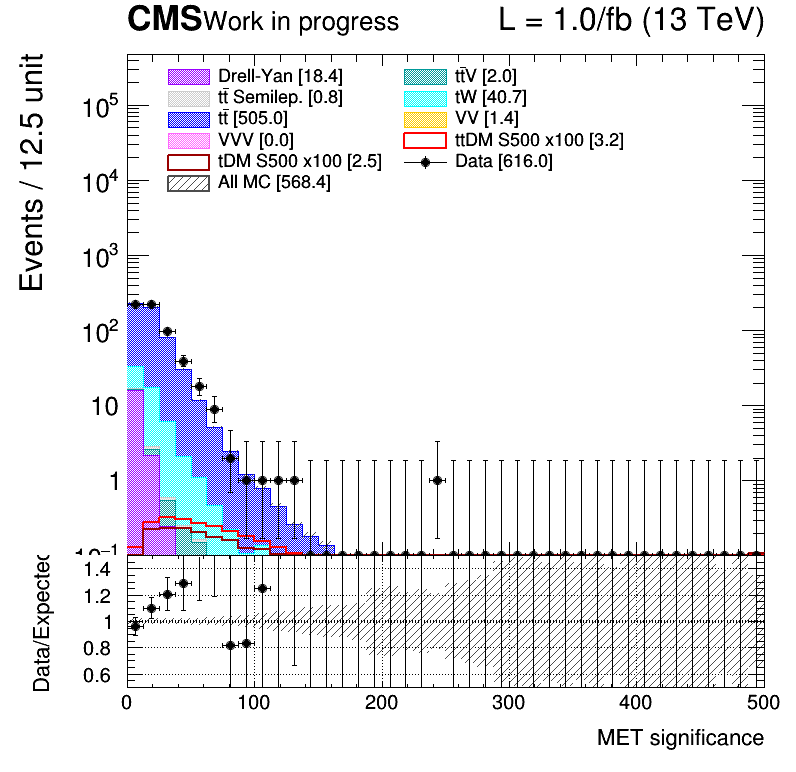 CMS Work in progress L = 1.0/fb (13 TeV)
Drell-Yan [18.4] tt̄V [2.0]
tt̄ Semilep. [0.8] tW [40.7]
tt̄ [505.0] VV [1.4]
VVV [0.0] ttDM S500 x100 [3.2]
tDM S500 x100 [2.5] Data [616.0]
All MC [568.4]
Events / 12.5 unit
10⁵
10⁴
10³
10²
10
1
10⁻¹
Data/Expected
1.4
1.2
1
0.8
0.6
0 100 200 300 400 500
MET significance